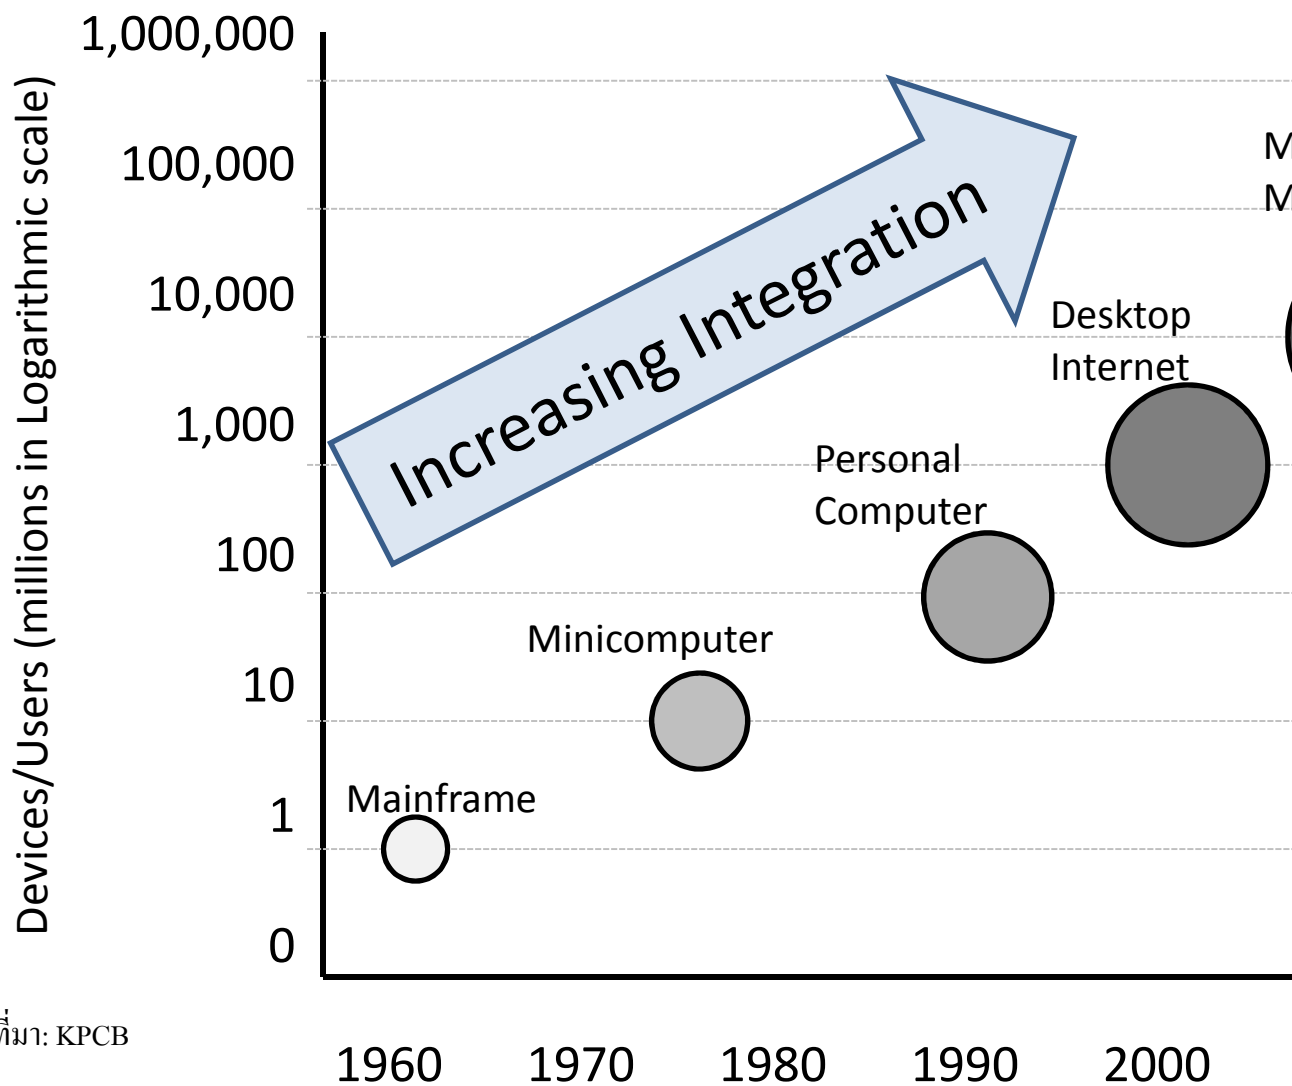 Devices/Users (millions in Logarithmic scale)
1,000,000
100,000
10,000
1,000
100
10
1
0
Increasing Integration
M
M
Desktop
Internet
Personal
Computer
Minicomputer
Mainframe
ที่มา: KPCB
1960 1970 1980 1990 2000